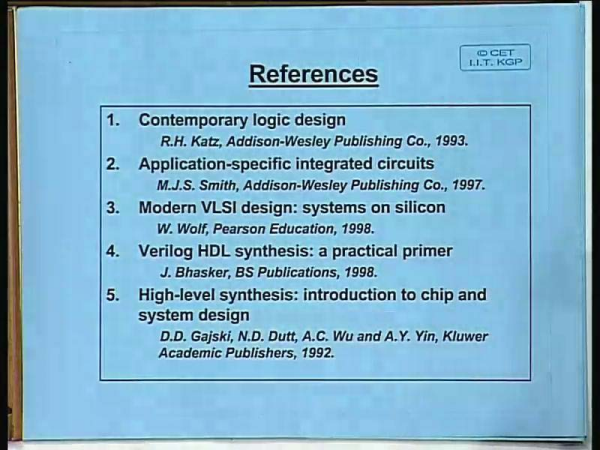 © CET
I.I.T. KGP
References
1. Contemporary logic design
R.H. Katz, Addison-Wesley Publishing Co., 1993.
2. Application-specific integrated circuits
M.J.S. Smith, Addison-Wesley Publishing Co., 1997.
3. Modern VLSI design: systems on silicon
W. Wolf, Pearson Education, 1998.
4. Verilog HDL synthesis: a practical primer
J. Bhasker, BS Publications, 1998.
5. High-level synthesis: introduction to chip and
system design
D.D. Gajski, N.D. Dutt, A.C. Wu and A.Y. Yin, Kluwer
Academic Publishers, 1992.